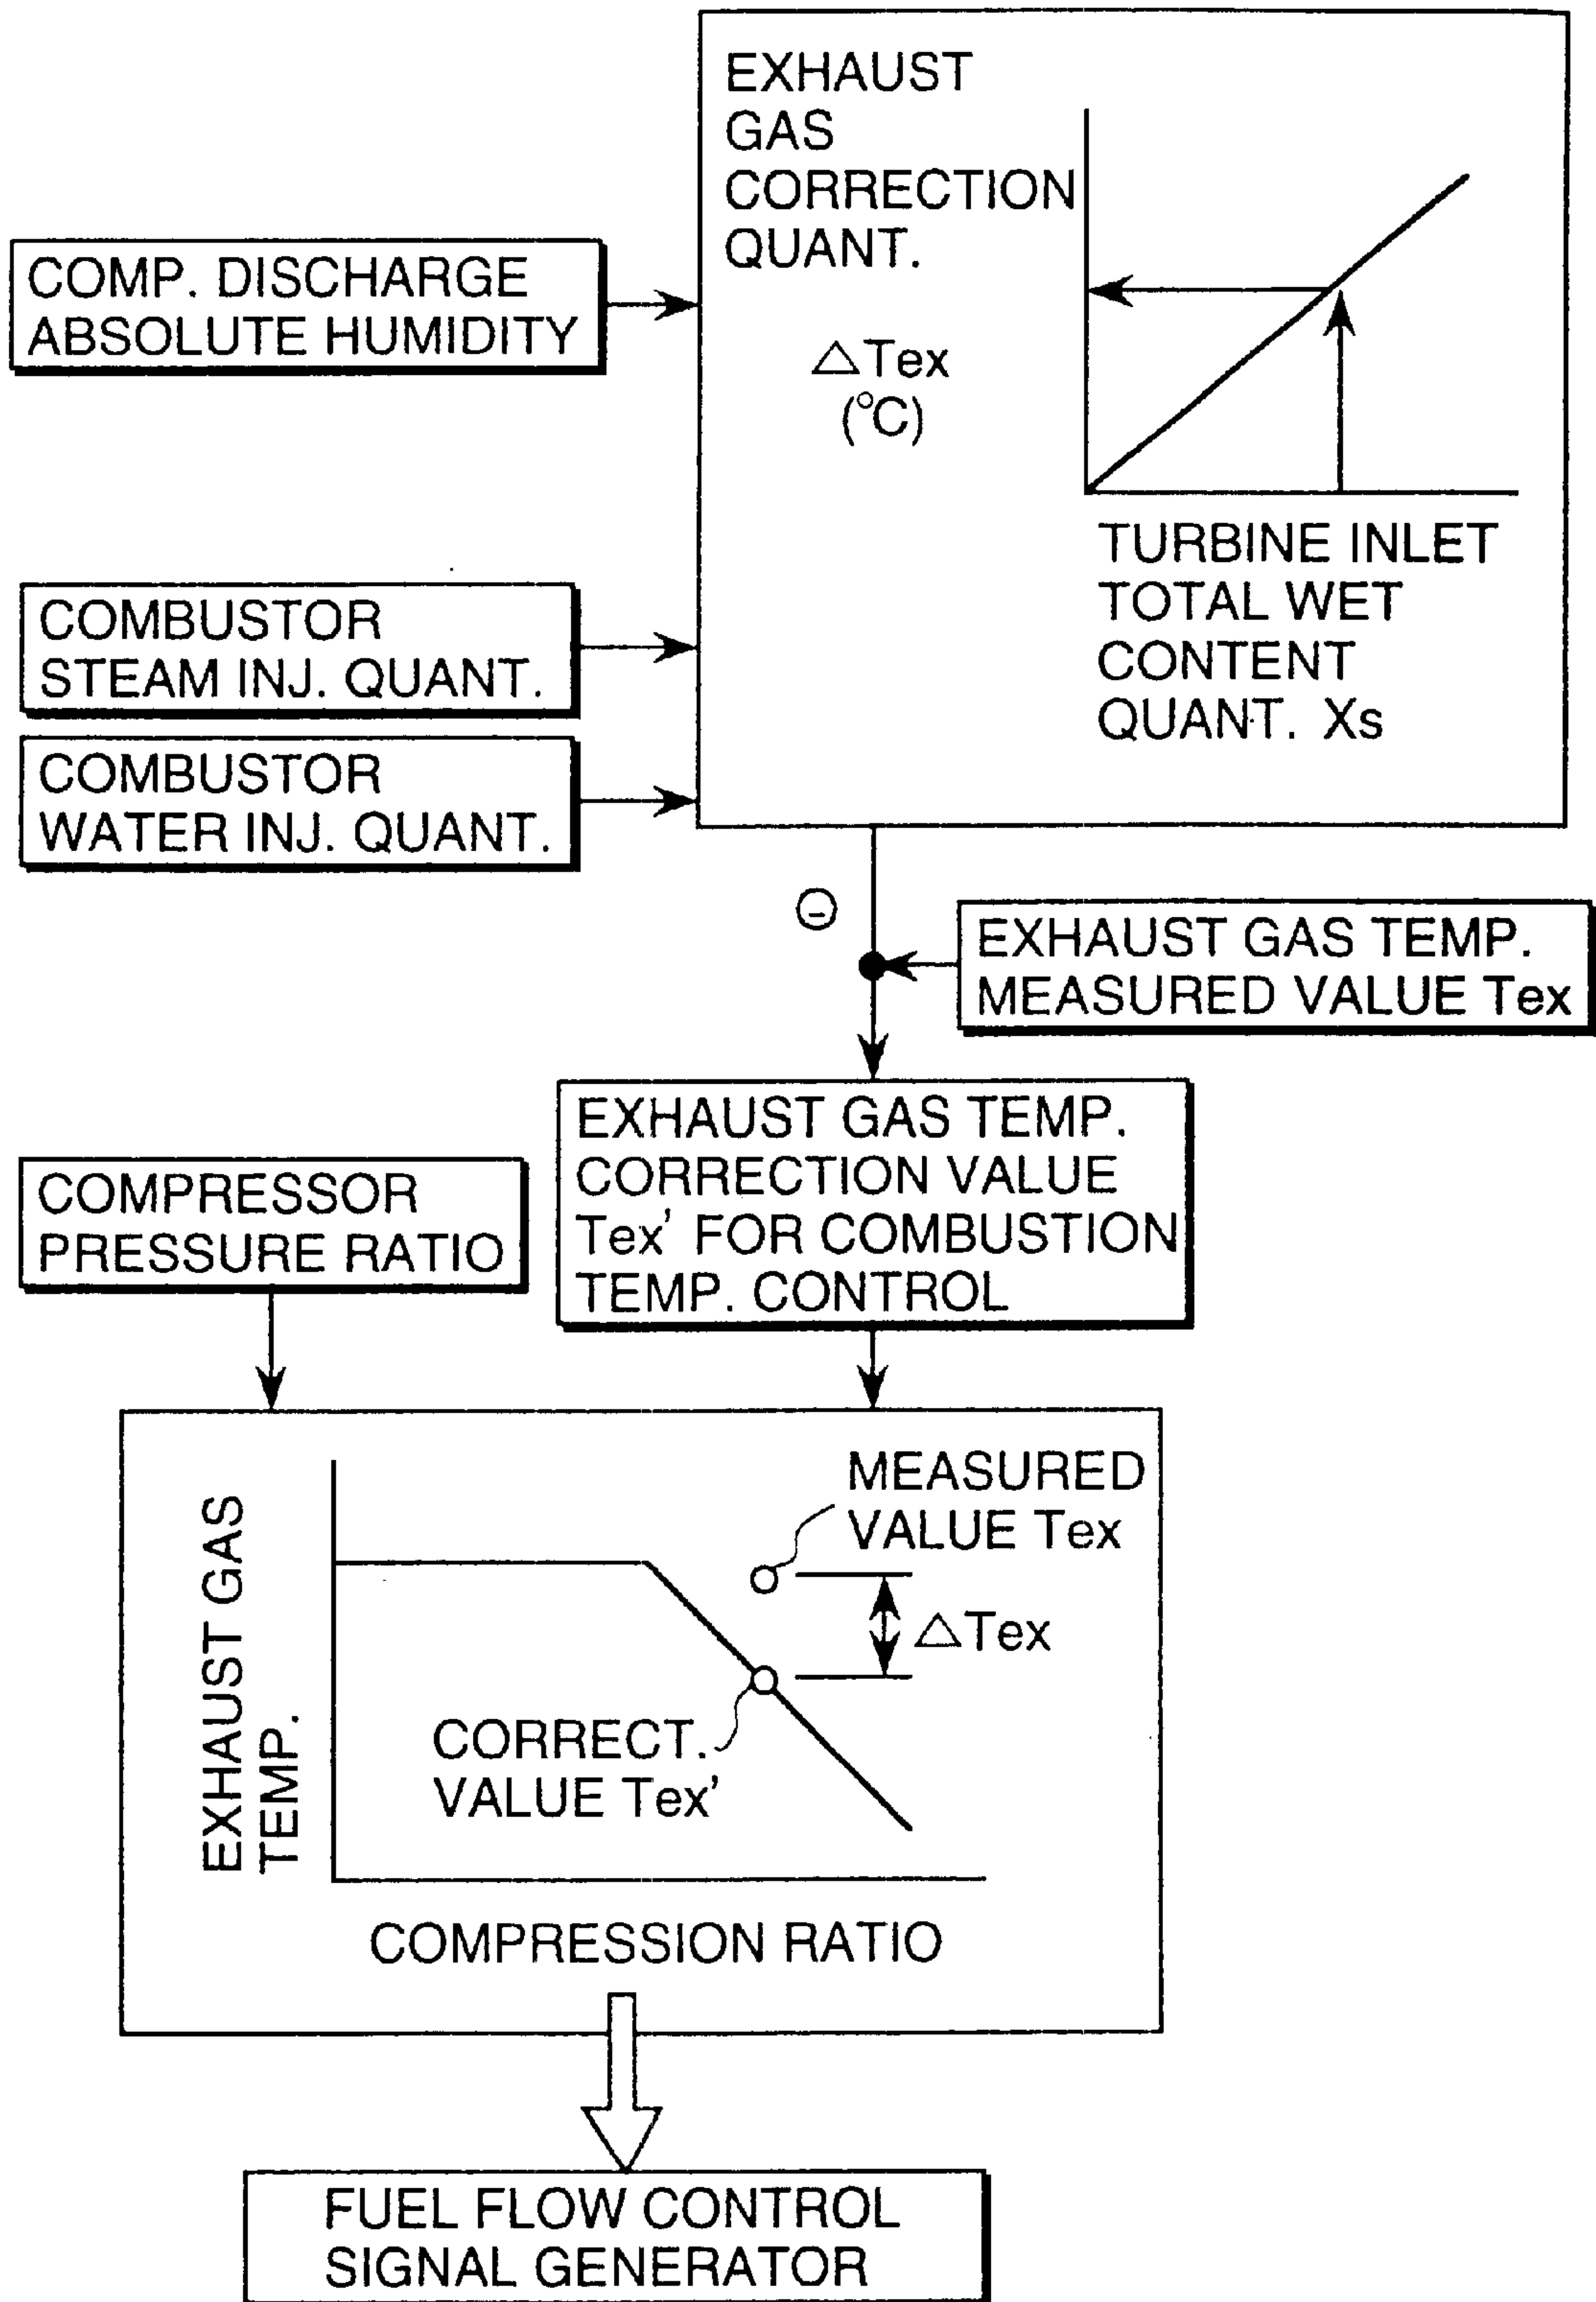 EXHAUST
GAS
CORRECTION
QUANT.
△Tex
(°C)
TURBINE INLET
TOTAL WET
CONTENT
QUANT. Xs
COMP. DISCHARGE
ABSOLUTE HUMIDITY
COMBUSTOR
STEAM INJ. QUANT.
COMBUSTOR
WATER INJ. QUANT.
-
EXHAUST GAS TEMP.
MEASURED VALUE Tex
EXHAUST GAS TEMP.
CORRECTION VALUE
Tex' FOR COMBUSTION
TEMP. CONTROL
COMPRESSOR
PRESSURE RATIO
EXHAUST GAS
TEMP.
MEASURED
VALUE Tex
△Tex
CORRECT.
VALUE Tex'
COMPRESSION RATIO
FUEL FLOW CONTROL
SIGNAL GENERATOR